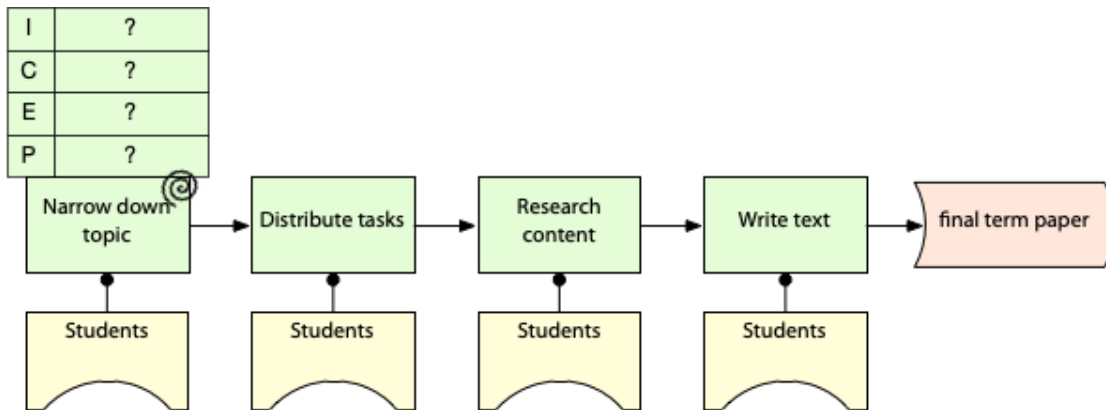 I ?
C ?
E ?
P ?
Narrow down
topic
Distribute tasks
Research
content
Write text
final term paper
Students
Students
Students
Students